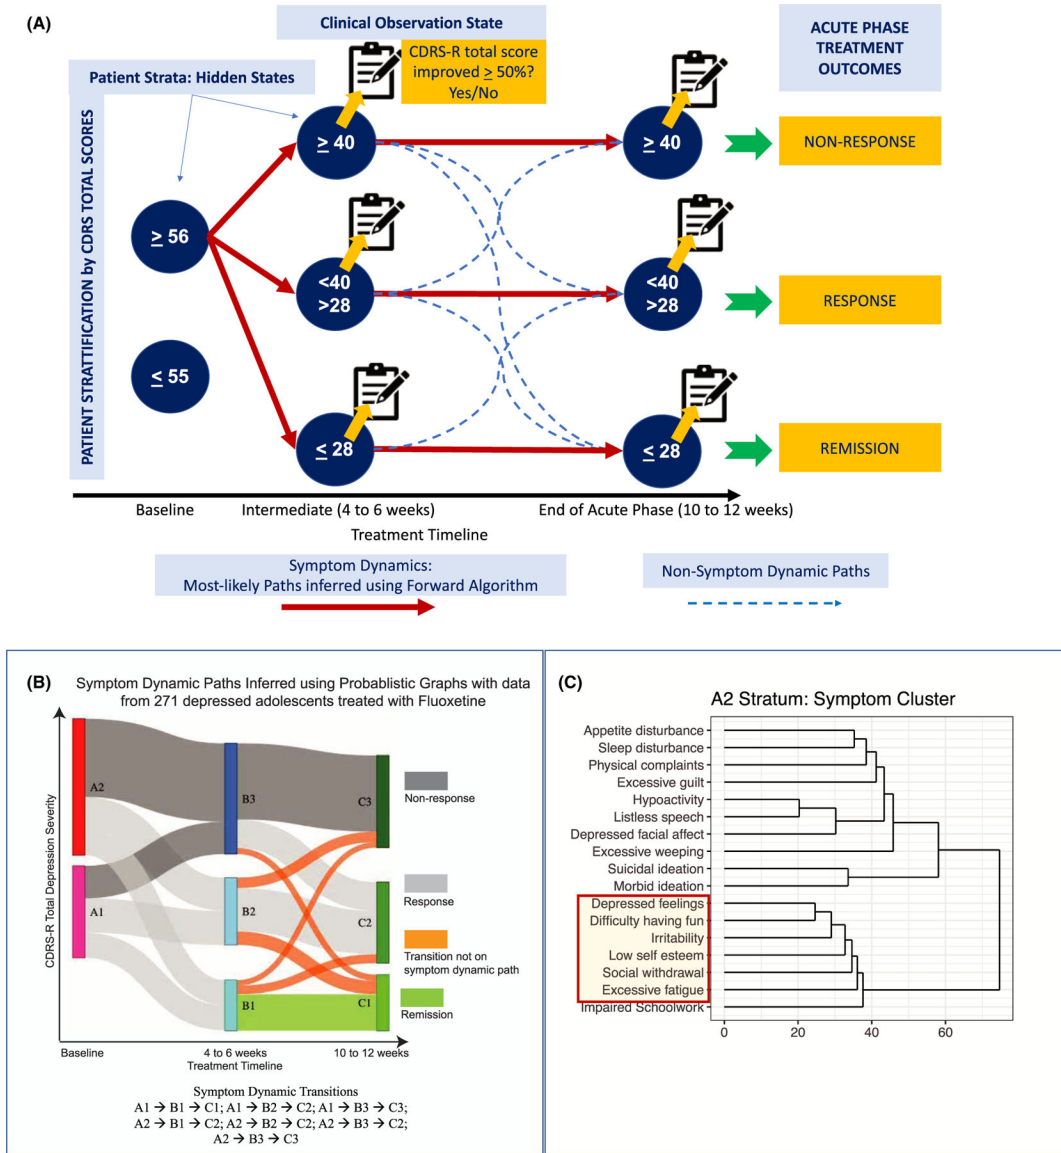 (A)
Clinical Observation State
ACUTE PHASE
TREATMENT
OUTCOMES
Patient Strata: Hidden States
CDRS-R total score
improved ≥ 50%?
Yes/No
PATIENT STRATTIFICATION by CDRS TOTAL SCORES
≥ 40
≥ 40
NON-RESPONSE
≥ 56
<40
>28
<40
>28
RESPONSE
≤ 55
≤ 28
≤ 28
REMISSION
Baseline
Intermediate (4 to 6 weeks)
End of Acute Phase (10 to 12 weeks)
Treatment Timeline
Symptom Dynamics:
Most-likely Paths inferred using Forward Algorithm
Non-Symptom Dynamic Paths
(B)
Symptom Dynamic Paths Inferred using Probablistic Graphs with data
from 271 depressed adolescents treated with Fluoxetine
CDRS-R Total Depression Severity
A2
B3
C3
Non-response
A1
B2
C2
Response
Transition not on
symptom dynamic path
B1
C1
Remission
Baseline
4 to 6 weeks
10 to 12 weeks
Treatment Timeline
Symptom Dynamic Transitions
A1 → B1 → C1; A1 → B2 → C2; A1 → B3 → C3;
A2 → B1 → C2; A2 → B2 → C2; A2 → B3 → C2;
A2 → B3 → C3
(C)
A2 Stratum: Symptom Cluster
Appetite disturbance
Sleep disturbance
Physical complaints
Excessive guilt
Hypoactivity
Listless speech
Depressed facial affect
Excessive weeping
Suicidal ideation
Morbid ideation
Depressed feelings
Difficulty having fun
Irritability
Low self esteem
Social withdrawal
Excessive fatigue
Impaired Schoolwork
0
20
40
60